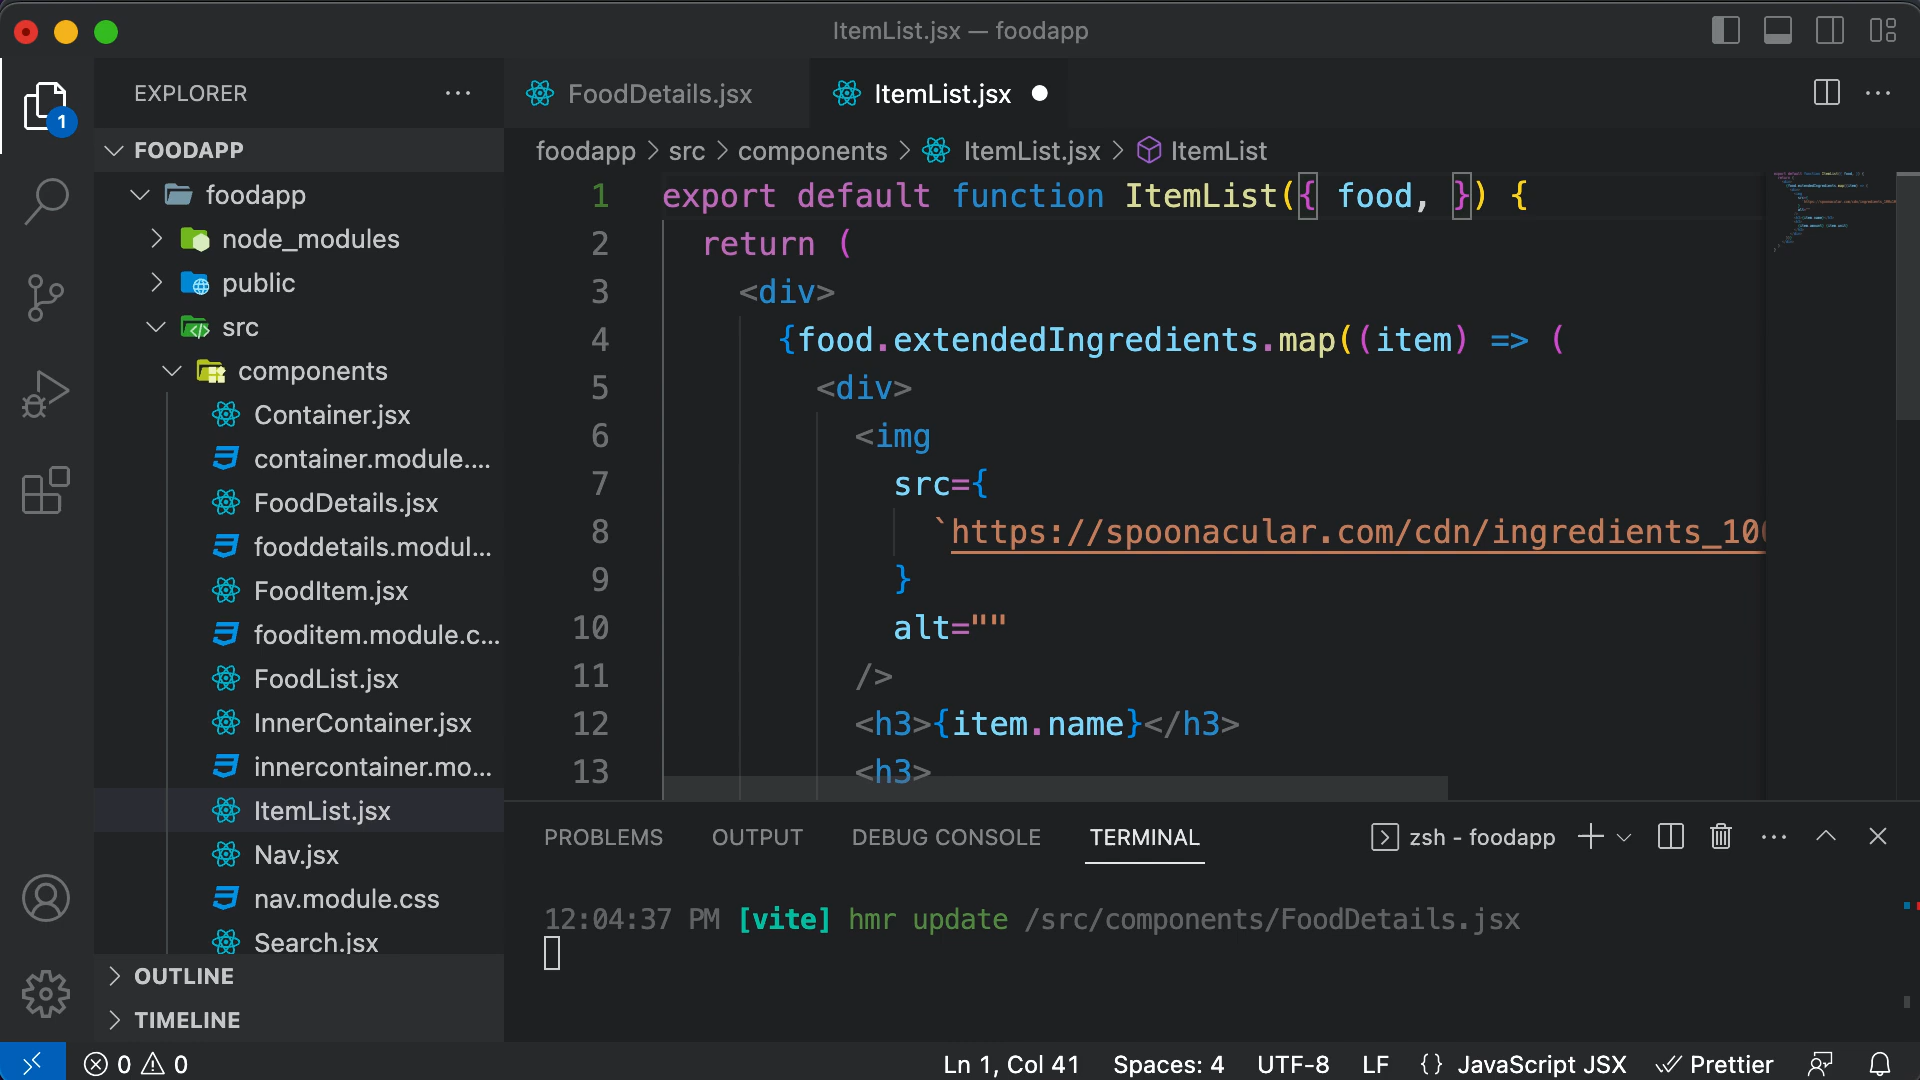 ItemList.jsx — foodapp
EXPLORER
FoodDetails.jsx
ItemList.jsx
1
FOODAPP
foodapp > src > components > ItemList.jsx > ItemList
foodapp
node_modules
public
src
components
Container.jsx
container.module....
FoodDetails.jsx
fooddetails.modul...
FoodItem.jsx
fooditem.module.c...
FoodList.jsx
InnerContainer.jsx
innercontainer.mo...
ItemList.jsx
Nav.jsx
nav.module.css
Search.jsx
OUTLINE
TIMELINE
1 export default function ItemList({ food, }) {
2 return (
3 <div>
4 {food.extendedIngredients.map((item) => (
5 <div>
6 <img
7 src={
8 `https://spoonacular.com/cdn/ingredients_100
9 }
10 alt=""
11 />
12 <h3>{item.name}</h3>
13 <h3>
PROBLEMS OUTPUT DEBUG CONSOLE TERMINAL zsh - foodapp
12:04:37 PM [vite] hmr update /src/components/FoodDetails.jsx
0 0 Ln 1, Col 41 Spaces: 4 UTF-8 LF {} JavaScript JSX Prettier